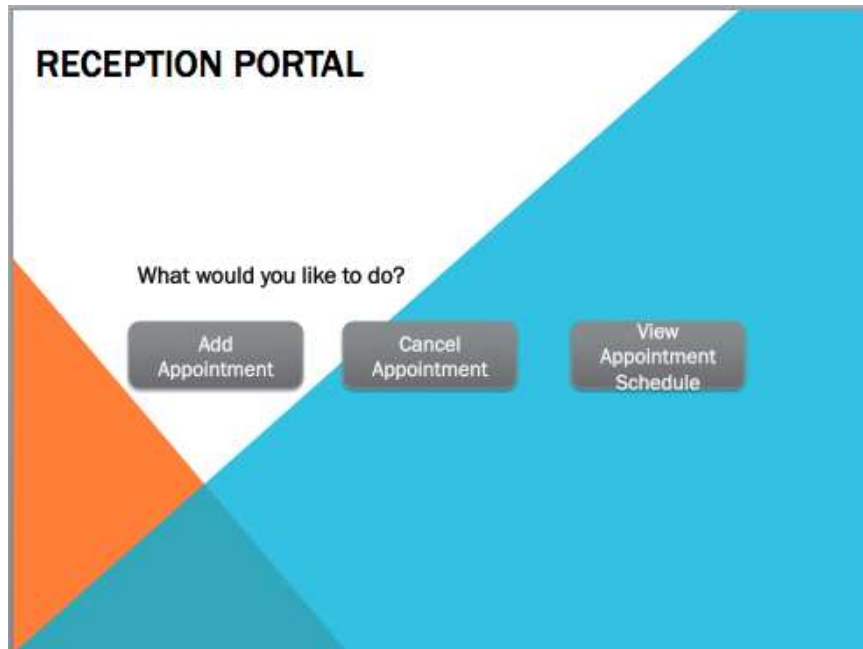 RECEPTION PORTAL
What would you like to do?
Add
Appointment
Cancel
Appointment
View
Appointment
Schedule